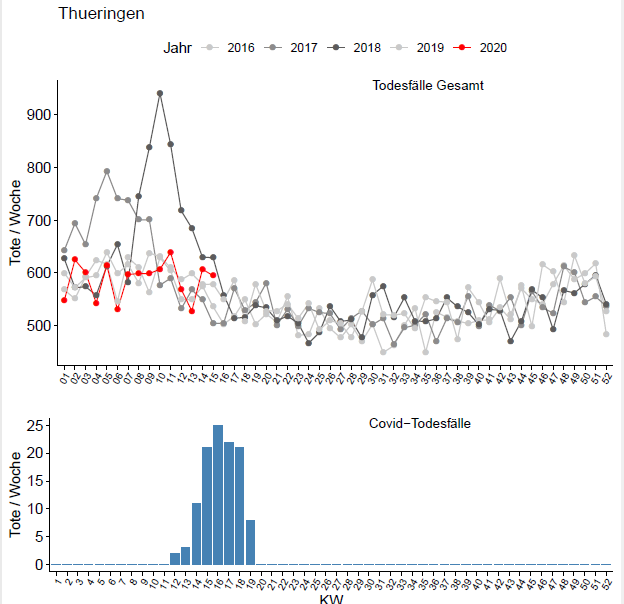 Thueringen
Jahr 2016 2017 2018 2019 2020
Todesfälle Gesamt
900
800
700
600
500
Tote / Woche
01 02 03 04 05 06 07 08 09 10 11 12 13 14 15 16 17 18 19 20 21 22 23 24 25 26 27 28 29 30 31 32 33 34 35 36 37 38 39 40 41 42 43 44 45 46 47 48 49 50 51 52
Covid−Todesfälle
25
20
15
10
5
0
Tote / Woche
1 2 3 4 5 6 7 8 9 10 11 12 13 14 15 16 17 18 19 20 21 22 23 24 25 26 27 28 29 30 31 32 33 34 35 36 37 38 39 40 41 42 43 44 45 46 47 48 49 50 51 52
KW